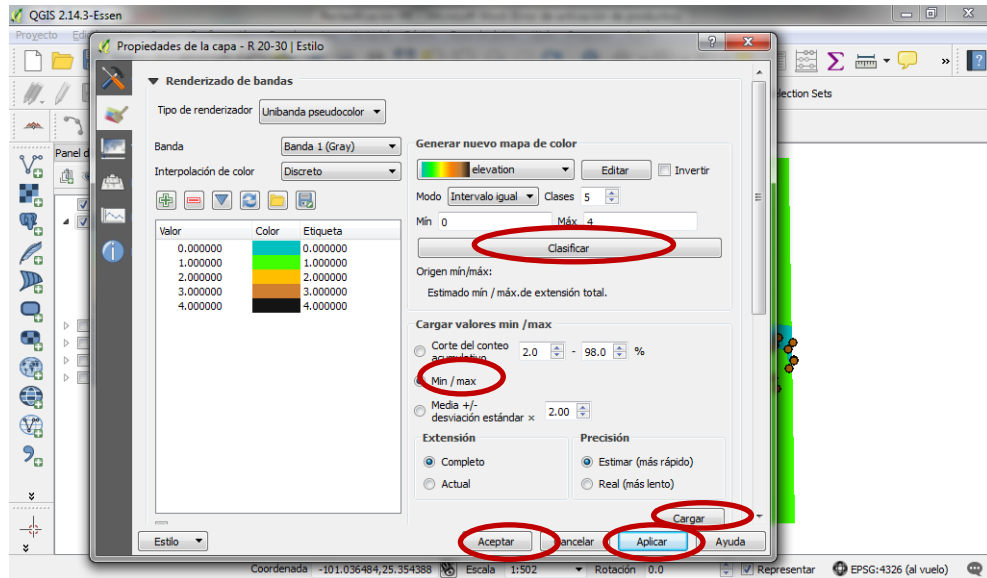 QGIS 2.14.3-Essen
Proyecto
Propiedades de la capa - R 20-30 | Estilo
Renderizado de bandas
Tipo de renderizador Unibanda pseudocolor
Banda Banda 1 (Gray)
Interpolación de color Discreto
Valor Color Etiqueta
0.000000 0.000000
1.000000 1.000000
2.000000 2.000000
3.000000 3.000000
4.000000 4.000000
Generar nuevo mapa de color
elevation Editar Invertir
Modo Intervalo igual Clases 5
Mín 0 Máx 4
Clasificar
Origen mín/máx:
Estimado mín / máx.de extensión total.
Cargar valores min /max
Corte del conteo
acumulativo 2.0 - 98.0 %
Min / max
Media +/-
desviación estándar × 2.00
Extensión Precisión
Completo Estimar (más rápido)
Actual Real (más lento)
Cargar
Estilo Aceptar Cancelar Aplicar Ayuda
Panel d
lection Sets
Coordenada -101.036484,25.354388 Escala 1:502 Rotación 0.0 Representar EPSG:4326 (al vuelo)